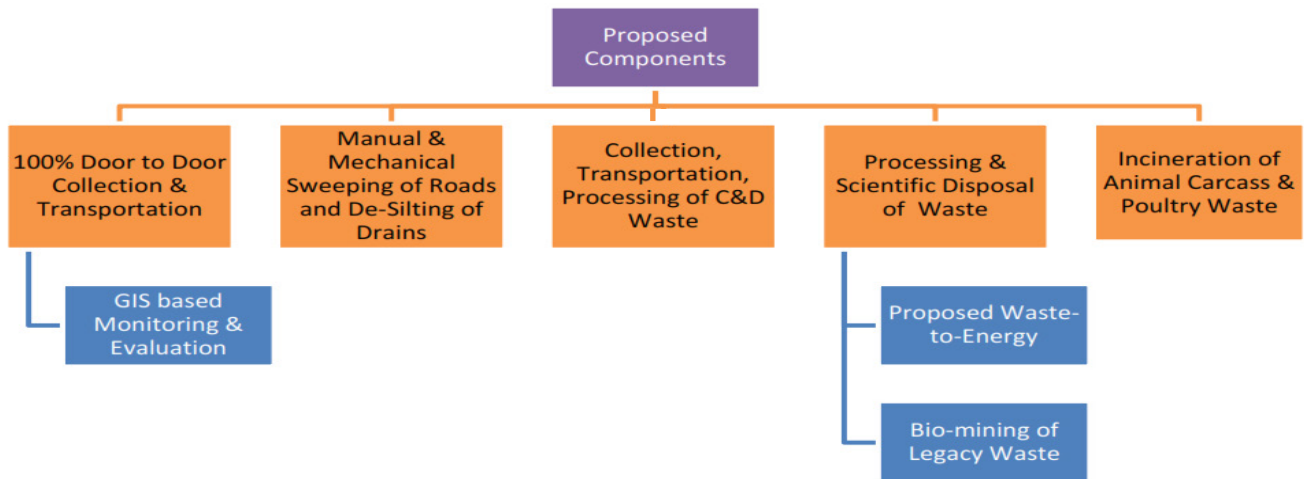 Proposed
Components
100% Door to Door
Collection &
Transportation
Manual &
Mechanical
Sweeping of Roads
and De-Silting of
Drains
Collection,
Transportation,
Processing of C&D
Waste
Processing &
Scientific Disposal
of Waste
Incineration of
Animal Carcass &
Poultry Waste
GIS based
Monitoring &
Evaluation
Proposed Waste-
to-Energy
Bio-mining of
Legacy Waste